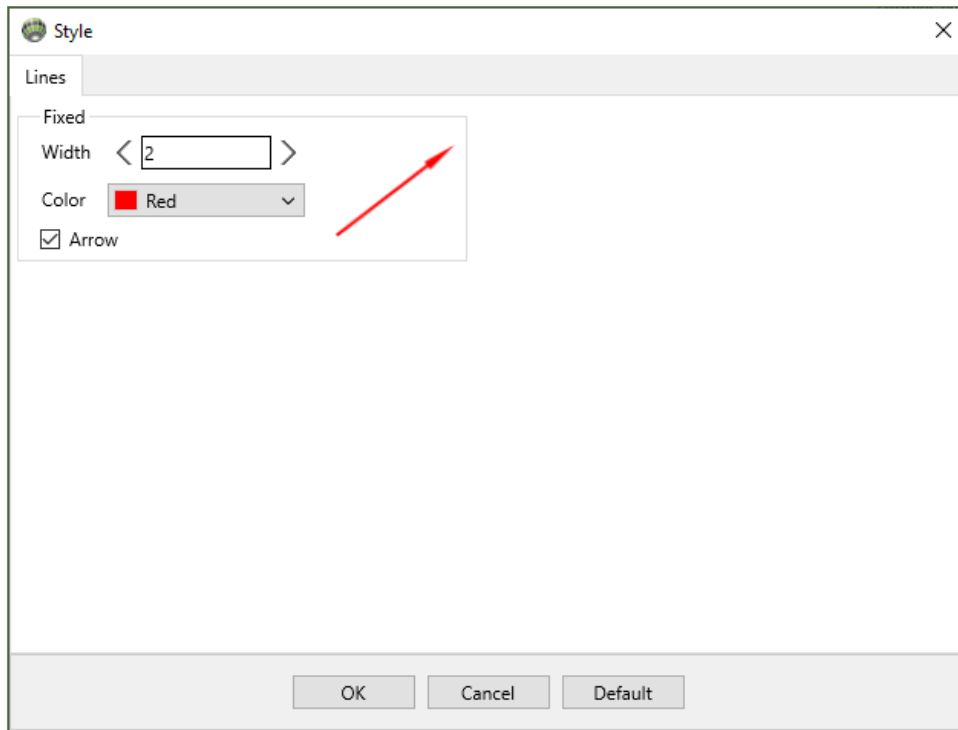 Style
Lines
Fixed
Width 2
Color Red
Arrow
OK Cancel Default